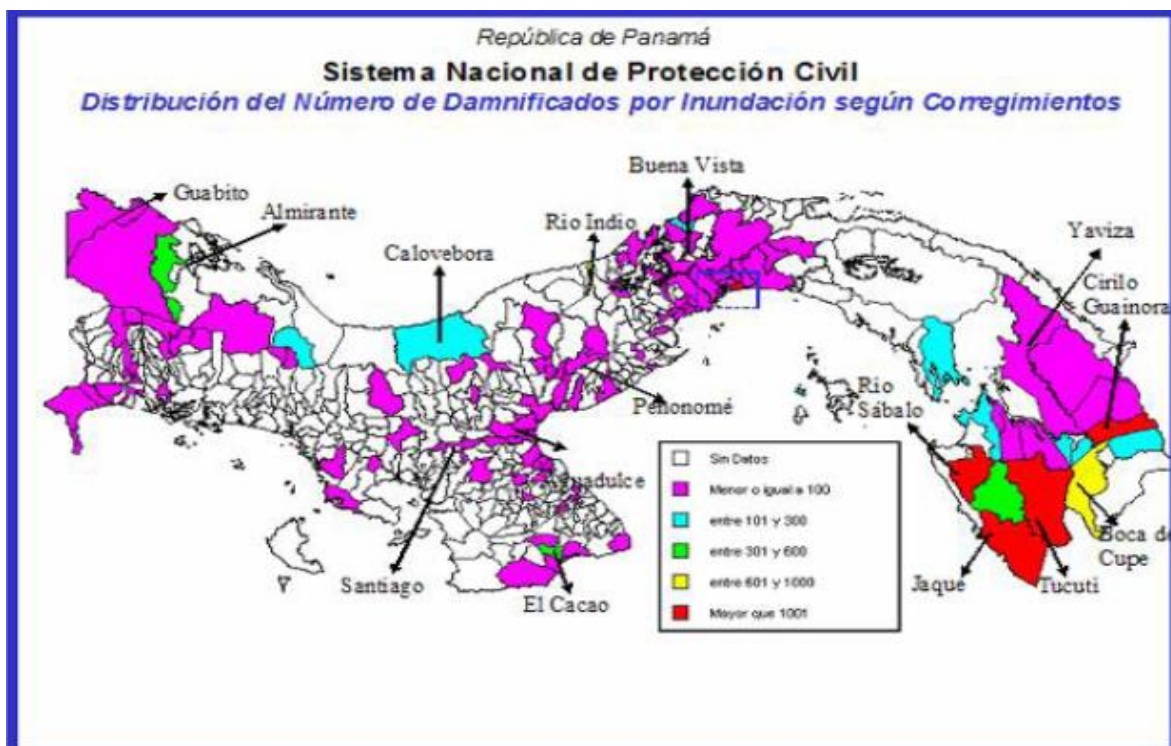 República de Panamá
Sistema Nacional de Protección Civil
Distribución del Número de Damnificados por Inundación según Corregimientos
Buena Vista
Guabito
Almirante
Rio Indio
Calovebora
Yaviza
Cirilo
Guainora
Rio
Sábalo
Penonomé
Aguadulce
Sin Datos
Menor o igual a 100
entre 101 y 300
entre 301 y 600
entre 601 y 1000
Mayor que 1001
Boca de
Cupe
Santiago
El Cacao
Jaque
Tucuti